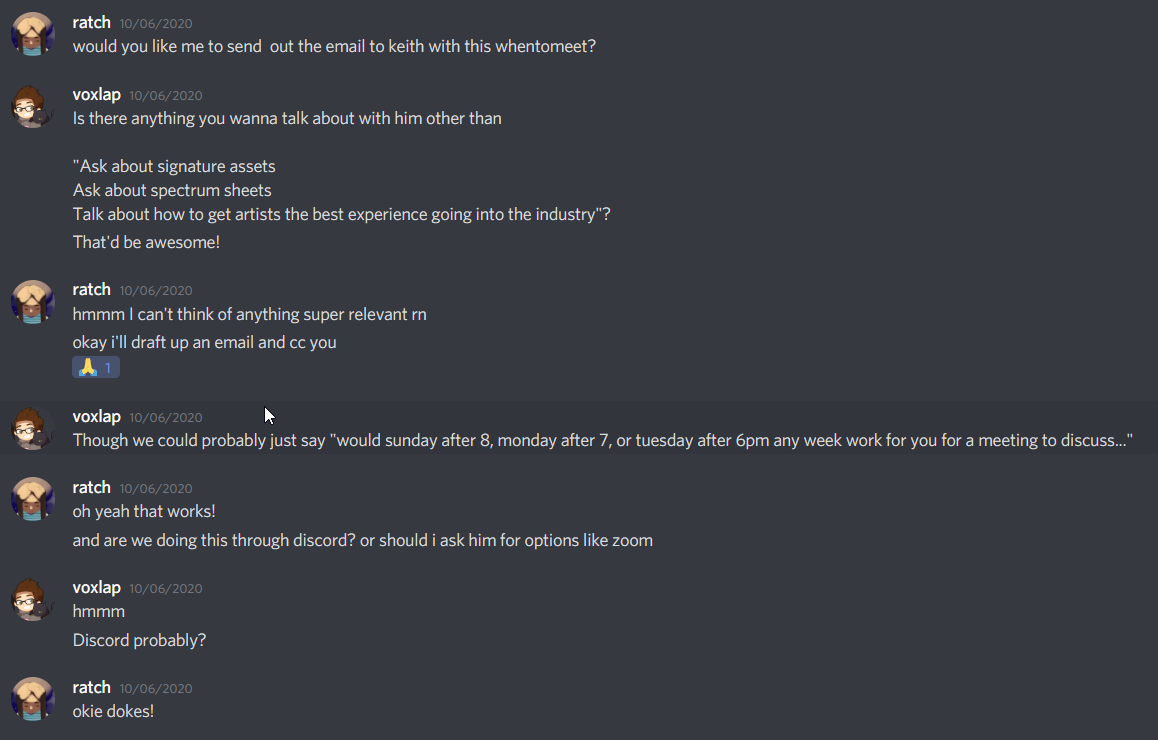 ratch 10/06/2020
would you like me to send  out the email to keith with this whentomeet?
voxlap 10/06/2020
Is there anything you wanna talk about with him other than
"Ask about signature assets
Ask about spectrum sheets
Talk about how to get artists the best experience going into the industry"?
That'd be awesome!
ratch 10/06/2020
hmmm I can't think of anything super relevant rn
okay i'll draft up an email and cc you
🙏 1
voxlap 10/06/2020
Though we could probably just say "would sunday after 8, monday after 7, or tuesday after 6pm any week work for you for a meeting to discuss..."
ratch 10/06/2020
oh yeah that works!
and are we doing this through discord? or should i ask him for options like zoom
voxlap 10/06/2020
hmmm
Discord probably?
ratch 10/06/2020
okie dokes!